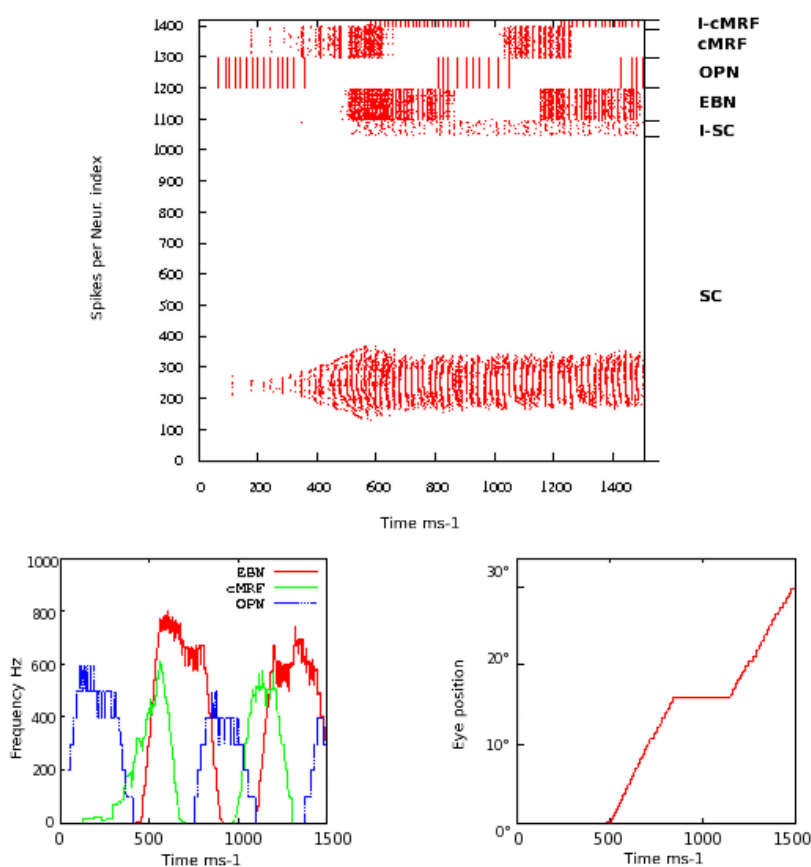 1400
1300
1200
1100
1000
900
800
700
600
500
400
300
200
100
0
Spikes per Neur. index
0 200 400 600 800 1000 1200 1400
Time ms-1
I-cMRF
cMRF
OPN
EBN
I-SC
SC
1000
800
600
400
200
0
Frequency Hz
EBN
cMRF
OPN
0 500 1000 1500
Time ms-1
30°
20°
10°
0°
Eye position
0 500 1000 1500
Time ms-1